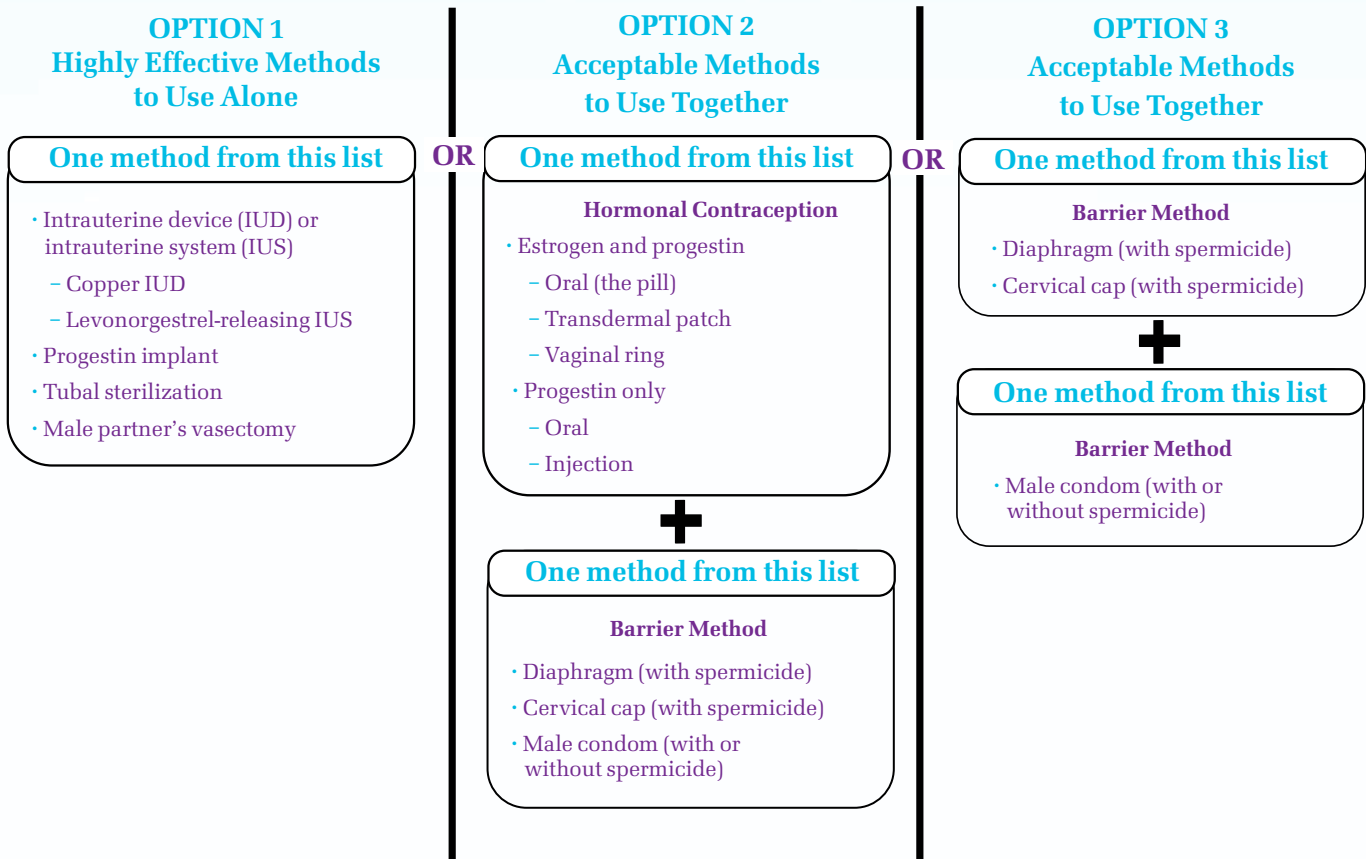 OPTION 1
Highly Effective Methods
to Use Alone
One method from this list
· Intrauterine device (IUD) or
intrauterine system (IUS)
– Copper IUD
– Levonorgestrel-releasing IUS
· Progestin implant
· Tubal sterilization
· Male partner’s vasectomy
OR
OPTION 2
Acceptable Methods
to Use Together
One method from this list
Hormonal Contraception
· Estrogen and progestin
– Oral (the pill)
– Transdermal patch
– Vaginal ring
· Progestin only
– Oral
– Injection
+
One method from this list
Barrier Method
· Diaphragm (with spermicide)
· Cervical cap (with spermicide)
· Male condom (with or
without spermicide)
OR
OPTION 3
Acceptable Methods
to Use Together
One method from this list
Barrier Method
· Diaphragm (with spermicide)
· Cervical cap (with spermicide)
+
One method from this list
Barrier Method
· Male condom (with or
without spermicide)